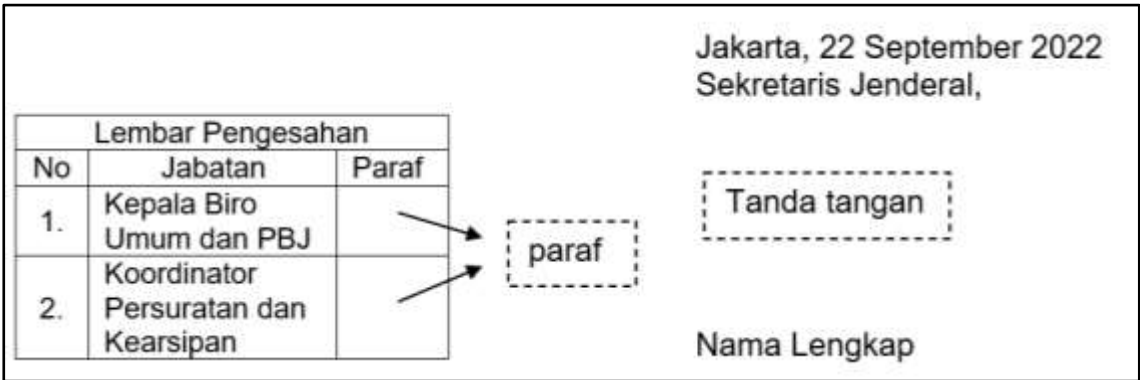 Jakarta, 22 September 2022
Sekretaris Jenderal,
Lembar Pengesahan
No Jabatan Paraf
1. Kepala Biro
Umum dan PBJ
2. Koordinator
Persuratan dan
Kearsipan
paraf
Tanda tangan
Nama Lengkap